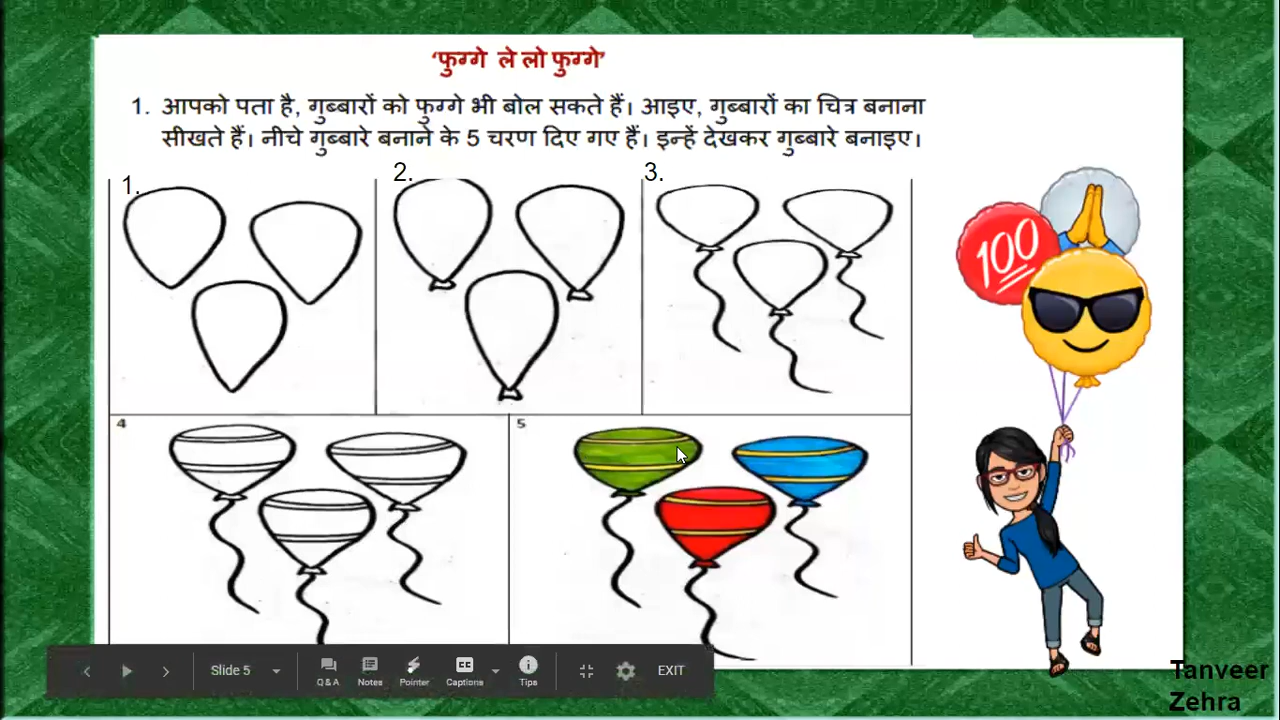 ‘फुग्गे ले लो फुग्गे’
1. आपको पता है, गुब्बारों को फुग्गे भी बोल सकते हैं। आइए, गुब्बारों का चित्र बनाना
सीखते हैं। नीचे गुब्बारे बनाने के 5 चरण दिए गए हैं। इन्हें देखकर गुब्बारे बनाइए।
1.
2.
3.
100
4
5
Slide 5
Q&A
Notes
Pointer
CC
Captions
Tips
EXIT
Tanveer
Zehra